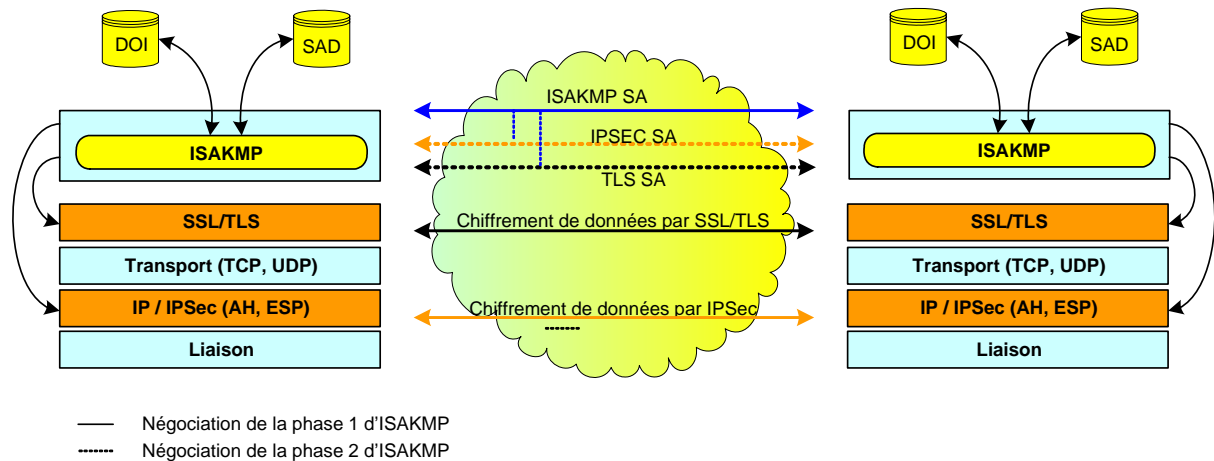 DOI
SAD
DOI
SAD
ISAKMP SA
IPSEC SA
TLS SA
ISAKMP
ISAKMP
Chiffrement de données par SSL/TLS
SSL/TLS
SSL/TLS
Transport (TCP, UDP)
Transport (TCP, UDP)
Chiffrement de données par IPSec
IP / IPSec (AH, ESP)
IP / IPSec (AH, ESP)
Liaison
Liaison
Négociation de la phase 1 d’ISAKMP
Négociation de la phase 2 d’ISAKMP